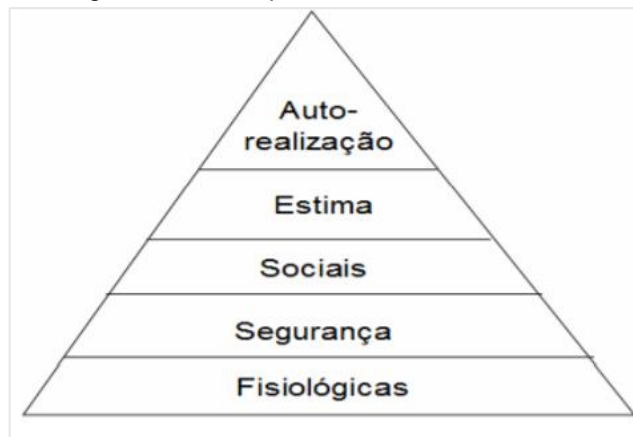 Auto-
realização
Estima
Sociais
Segurança
Fisiológicas